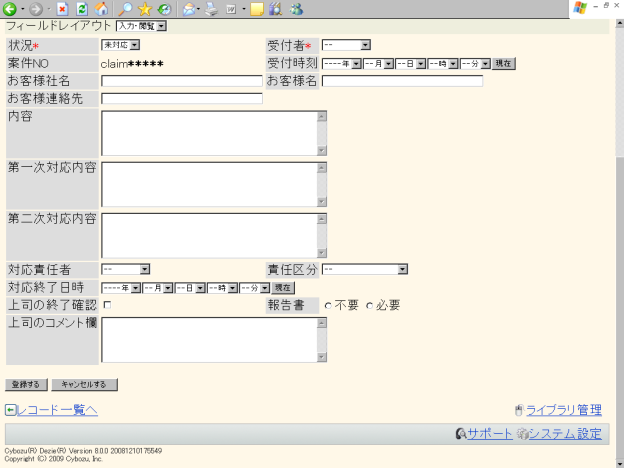 フィールドレイアウト 入力・閲覧
状況* 未対応 受付者* --
案件NO claim***** 受付時刻 ----年 --月 --日 --時 --分 現在
お客様社名 お客様名
お客様連絡先
内容
第一次対応内容
第二次対応内容
対応責任者 -- 責任区分 --
対応終了日時 ----年 --月 --日 --時 --分 現在
上司の終了確認 報告書 不要 必要
上司のコメント欄
登録する キャンセルする
レコード一覧へ ライブラリ管理
サポート システム設定
Cybozu(R) Dezie(R) Version 8.0.0 20081210175549
Copyright (C) 2009 Cybozu, Inc.